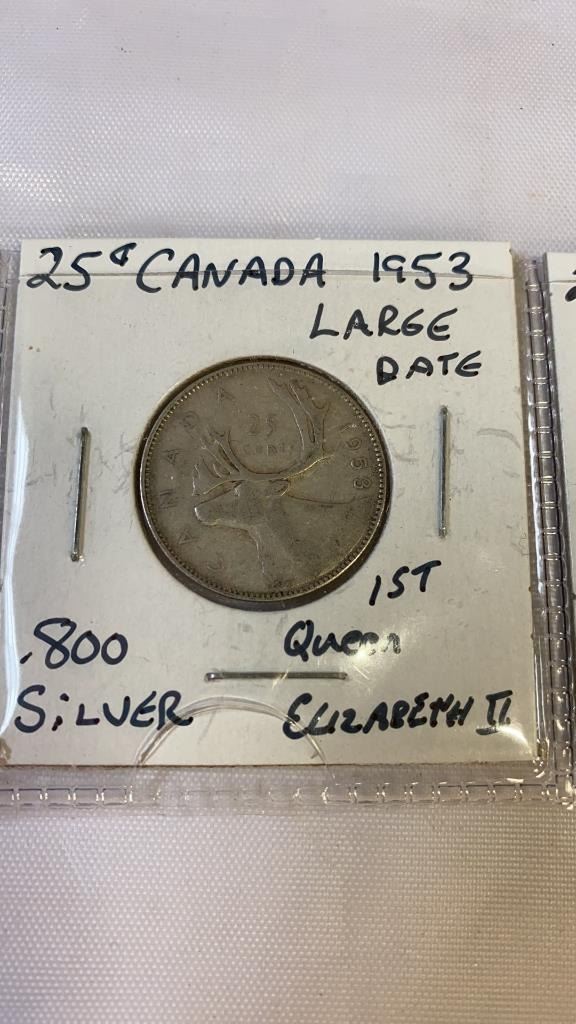 25¢ CANADA 1953
LARGE
DATE
CANADA
25
CENTS
1953
1ST
.800
Queen
SiLVER
ELIZABETH II